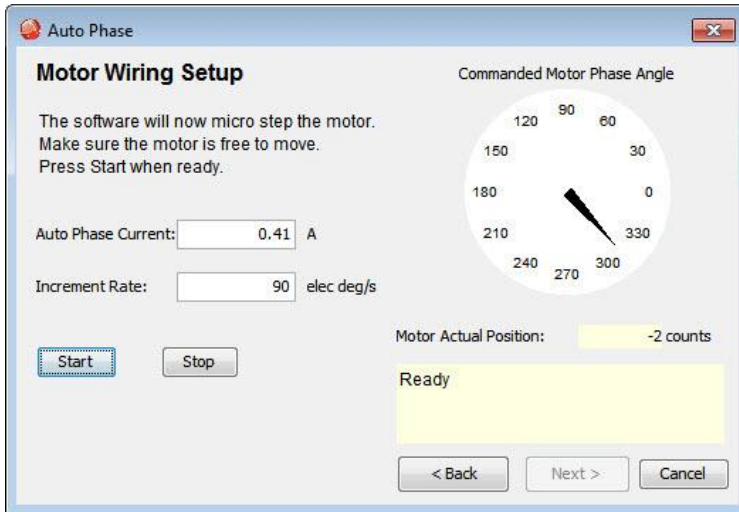 Auto Phase
Motor Wiring Setup
The software will now micro step the motor.
Make sure the motor is free to move.
Press Start when ready.
Auto Phase Current: 0.41 A
Increment Rate: 90 elec deg/s
Start Stop
Commanded Motor Phase Angle
90
120 60
150 30
180 0
210 330
240 300
270
Motor Actual Position: -2 counts
Ready
< Back Next > Cancel